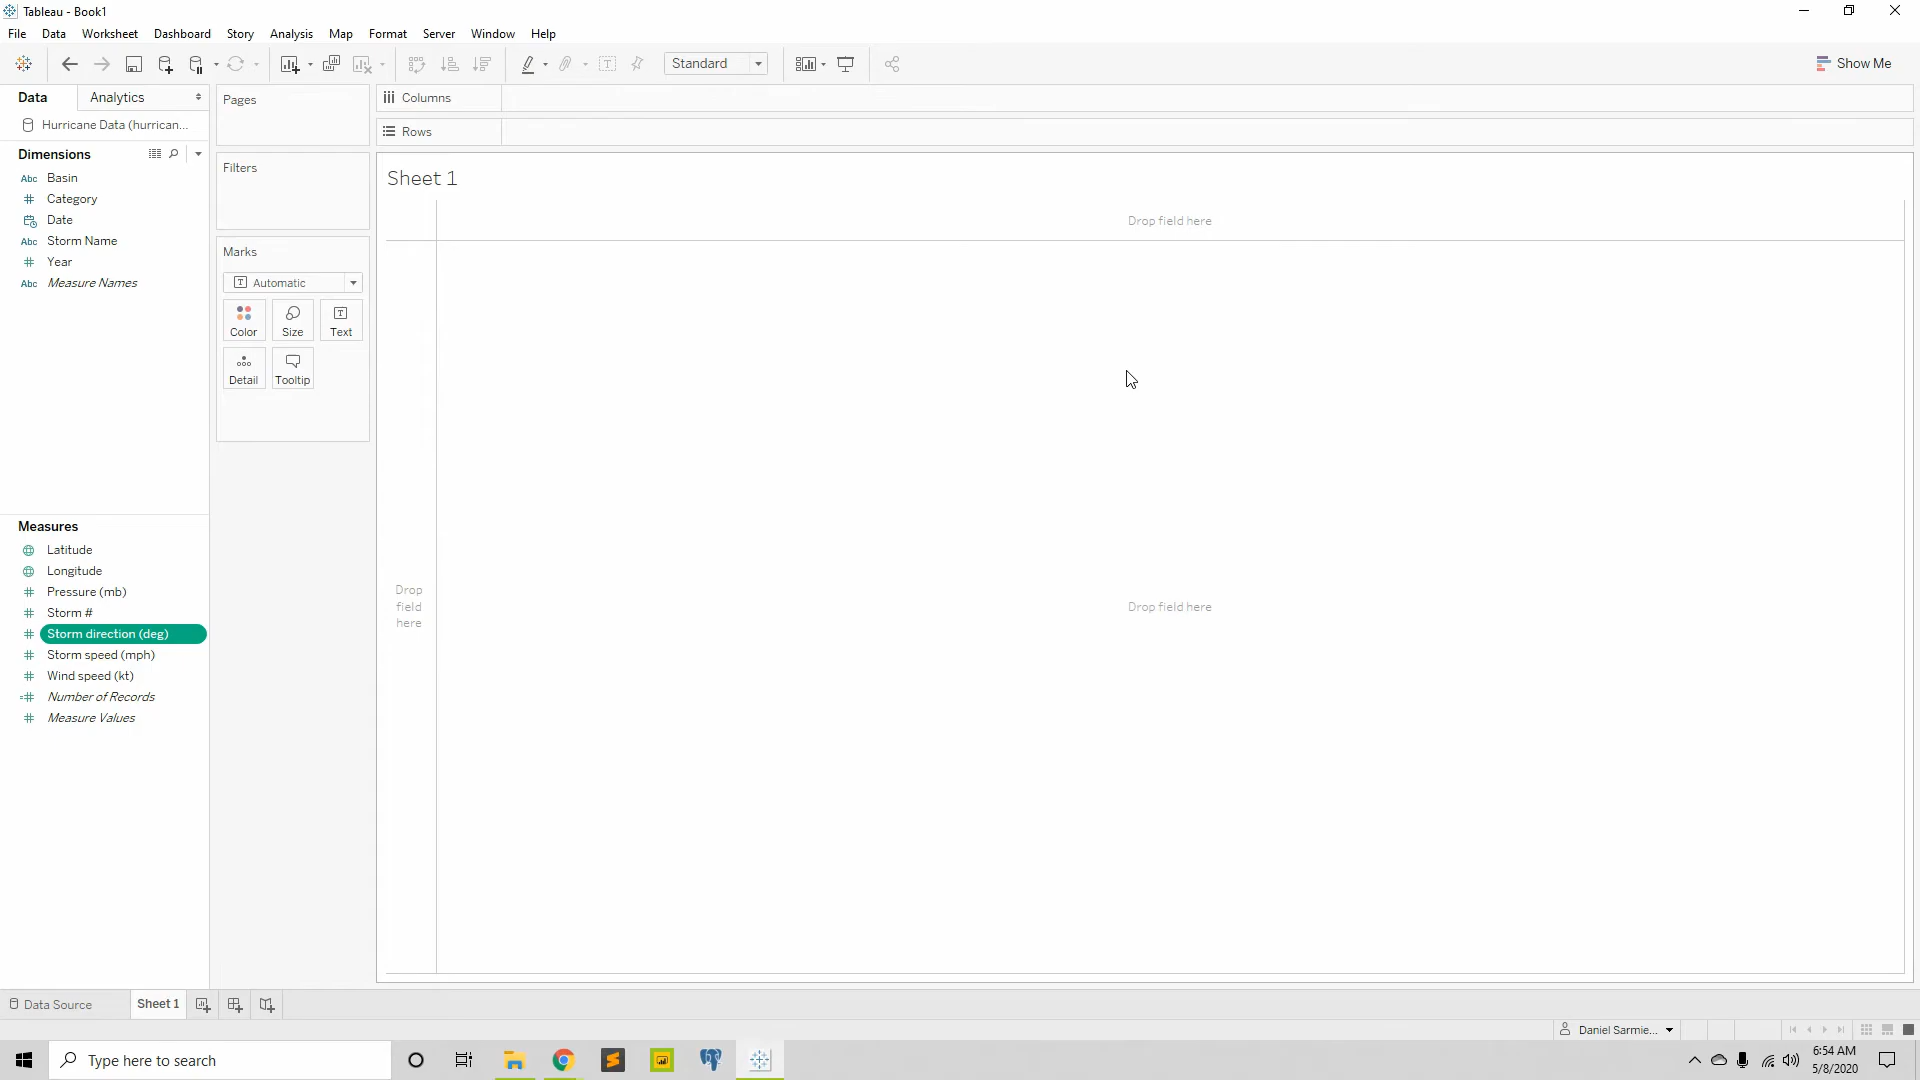 Tableau - Book1
File Data Worksheet Dashboard Story Analysis Map Format Server Window Help
Standard
Show Me
Data Analytics
Hurricane Data (hurrican...
Dimensions
Abc Basin
Category
Date
Abc Storm Name
Year
Abc Measure Names
Measures
Latitude
Longitude
Pressure (mb)
Storm #
Storm direction (deg)
Storm speed (mph)
Wind speed (kt)
Number of Records
Measure Values
Pages
Filters
Marks
Automatic
Color Size Text
Detail Tooltip
Columns
Rows
Sheet 1
Drop field here
Drop
field
here
Drop field here
Data Source Sheet 1
Daniel Sarmie...
Type here to search
6:54 AM
5/8/2020